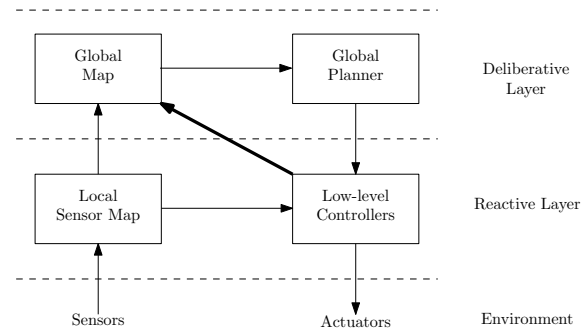 Global
Map
Global
Planner
Deliberative
Layer
Local
Sensor Map
Low-level
Controllers
Reactive Layer
Sensors
Actuators
Environment